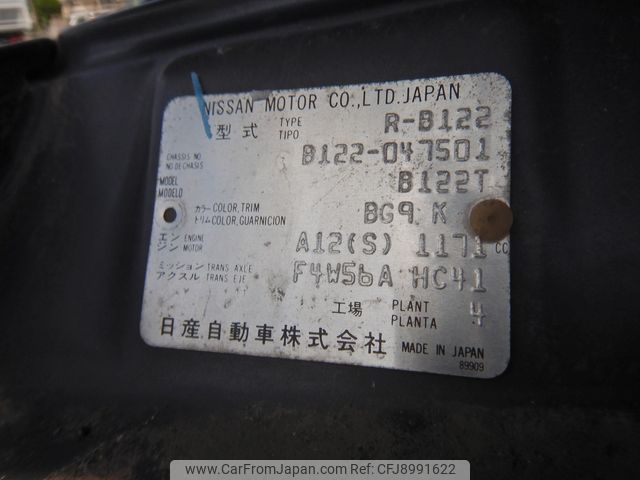 NISSAN MOTOR CO.,LTD.JAPAN
型式 TYPE TIPO R-B122
CHASSIS NO NO DE CHASIS B122-047501
MODEL MODELO B122T
カラー COLOR,TRIM トリム COLOR,GUARNICION BG9 K
エンジン ENGINE MOTOR A12(S) 1171 CC
ミッション TRANS AXLE アクスル TRANS EJE F4W56A HC41
工場 PLANT PLANTA 4
日産自動車株式会社 MADE IN JAPAN
89909
www.CarFromJapan.com - Stock ID: CFJ8991622